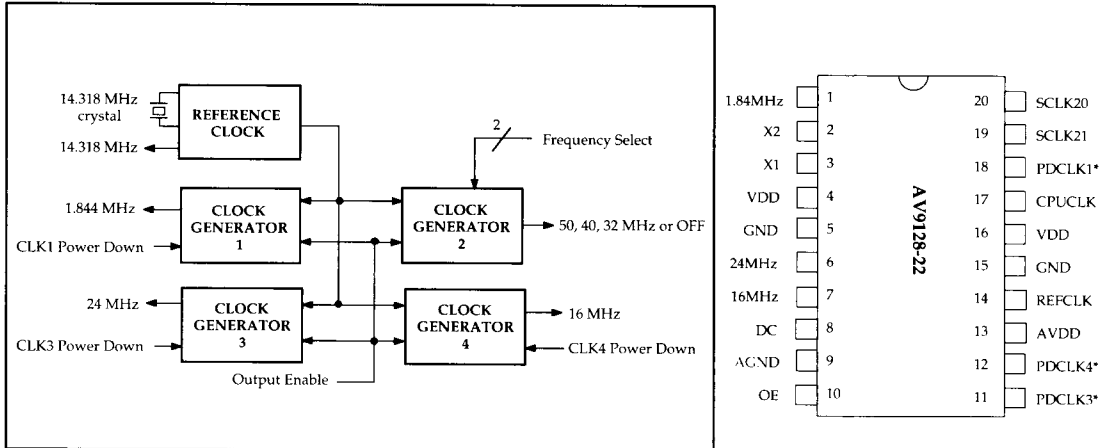 14.318 MHz
crystal
14.318 MHz
REFERENCE
CLOCK
2
Frequency Select
1.844 MHz
CLK1 Power Down
CLOCK
GENERATOR
1
CLOCK
GENERATOR
2
50, 40, 32 MHz or OFF
24 MHz
CLK3 Power Down
CLOCK
GENERATOR
3
CLOCK
GENERATOR
4
16 MHz
CLK4 Power Down
Output Enable
AV9128-22
1.84MHz 1
X2 2
X1 3
VDD 4
GND 5
24MHz 6
16MHz 7
DC 8
AGND 9
OE 10
20 SCLK20
19 SCLK21
18 PDCLK1*
17 CPUCLK
16 VDD
15 GND
14 REFCLK
13 AVDD
12 PDCLK4*
11 PDCLK3*